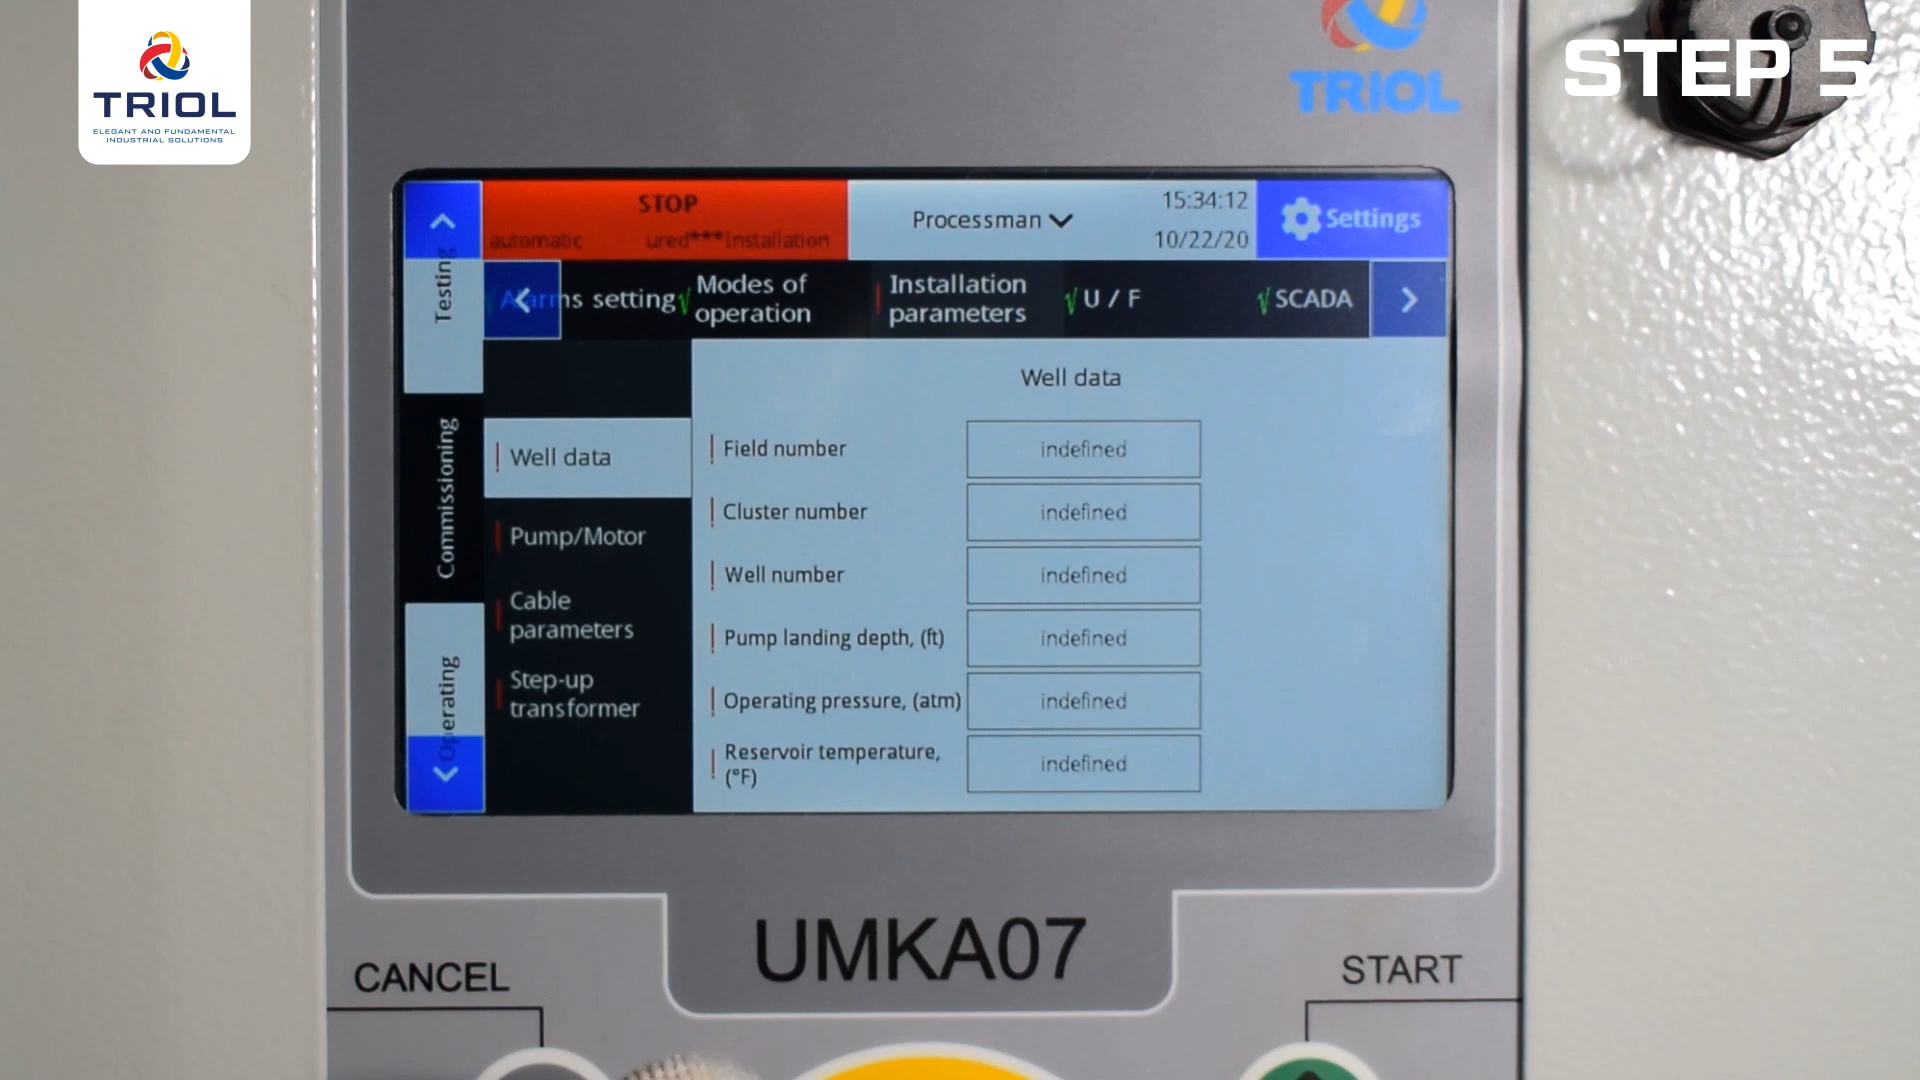 TRIOL
ELEGANT AND FUNDAMENTAL
INDUSTRIAL SOLUTIONS
TRIOL
STEP 5
STOP
automatic ured***Installation
Processman
15:34:12
10/22/20
Settings
Testing
Commissioning
Operating
Alarms setting
Modes of
operation
Installation
parameters
U / F
SCADA
Well data
Pump/Motor
Cable
parameters
Step-up
transformer
Well data
Field number indefined
Cluster number indefined
Well number indefined
Pump landing depth, (ft) indefined
Operating pressure, (atm) indefined
Reservoir temperature,
(°F) indefined
UMKA07
CANCEL
START